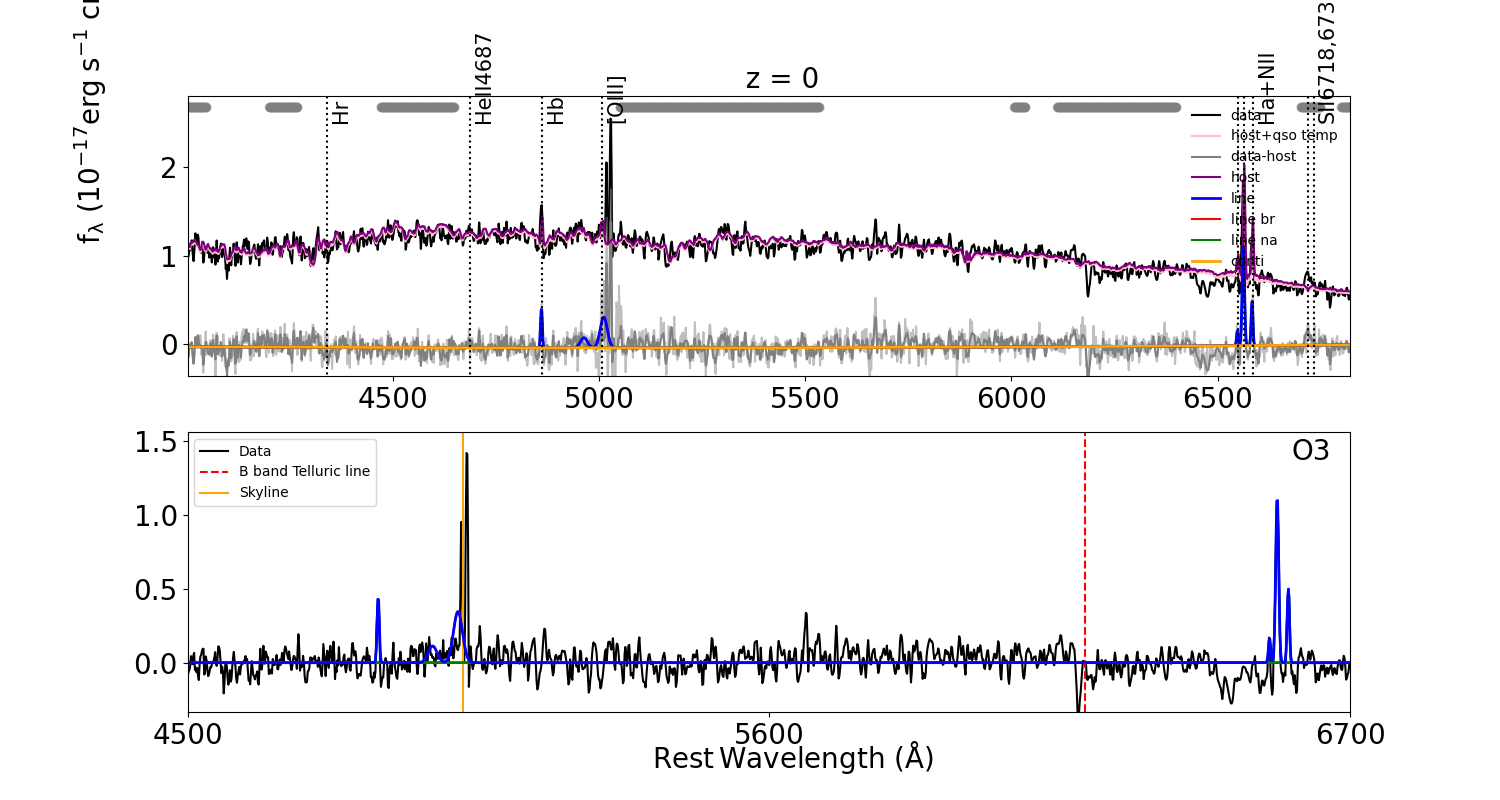 z = 0
f_λ (10^−17 erg s^−1
Hr
HeII4687
Hb
[OIII]
Ha+NII
SII6718,673
data
host+qso temp
data-host
host
line
line br
line na
conti
2
1
0
4500 5000 5500 6000 6500
O3
Data
B band Telluric line
Skyline
1.5
1.0
0.5
0.0
4500 5600 6700
Rest Wavelength (Å)